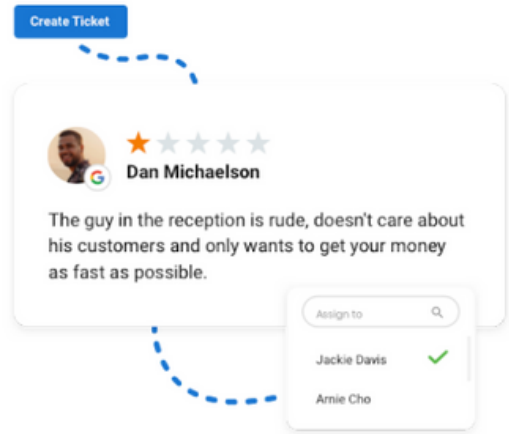 Create Ticket
Dan Michaelson
The guy in the reception is rude, doesn't care about
his customers and only wants to get your money
as fast as possible.
Assign to
Jackie Davis
Arnie Cho